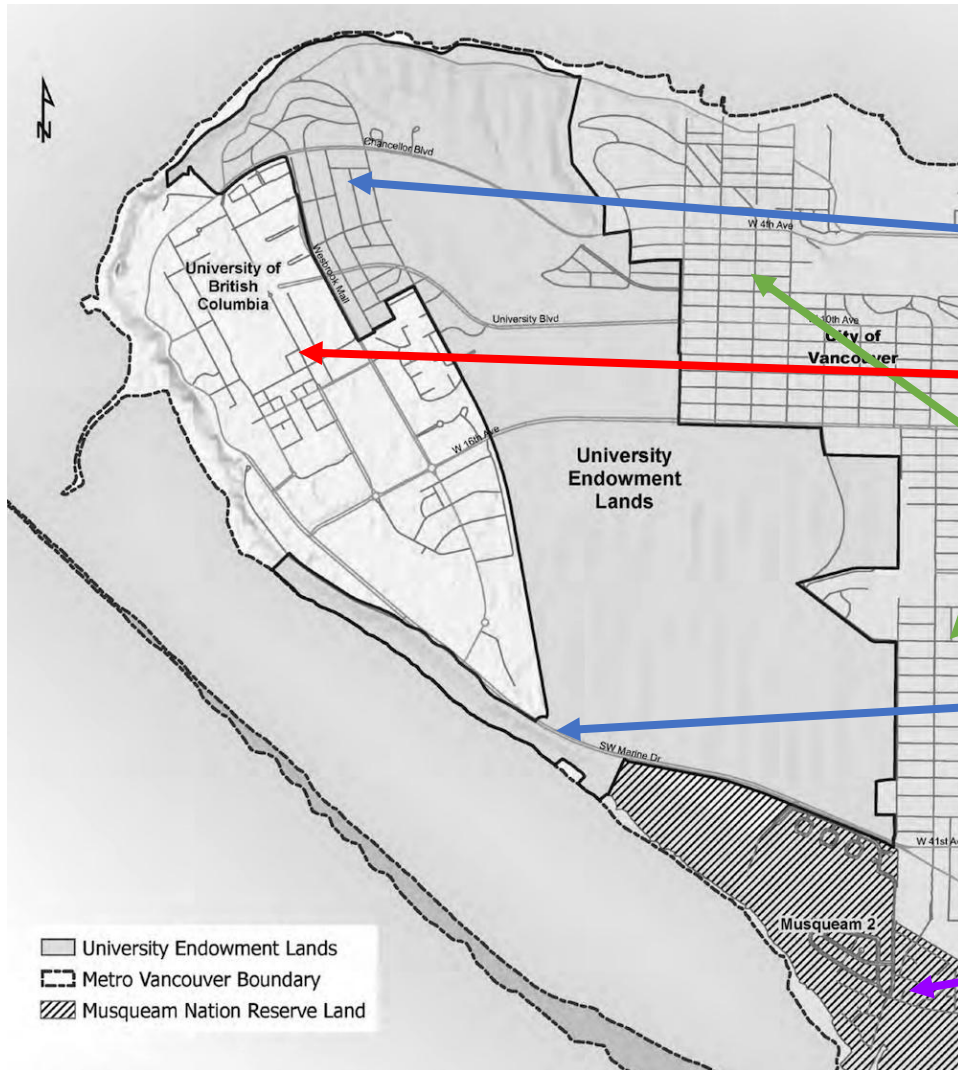 N
Chancellor Blvd
W 4th Ave
University of
British
Columbia
Wesbrook Mall
University Blvd
W 10th Ave
City of
Vancouver
W 16th Ave
University
Endowment
Lands
SW Marine Dr
W 41st A
Musqueam 2
University Endowment Lands
Metro Vancouver Boundary
Musqueam Nation Reserve Land